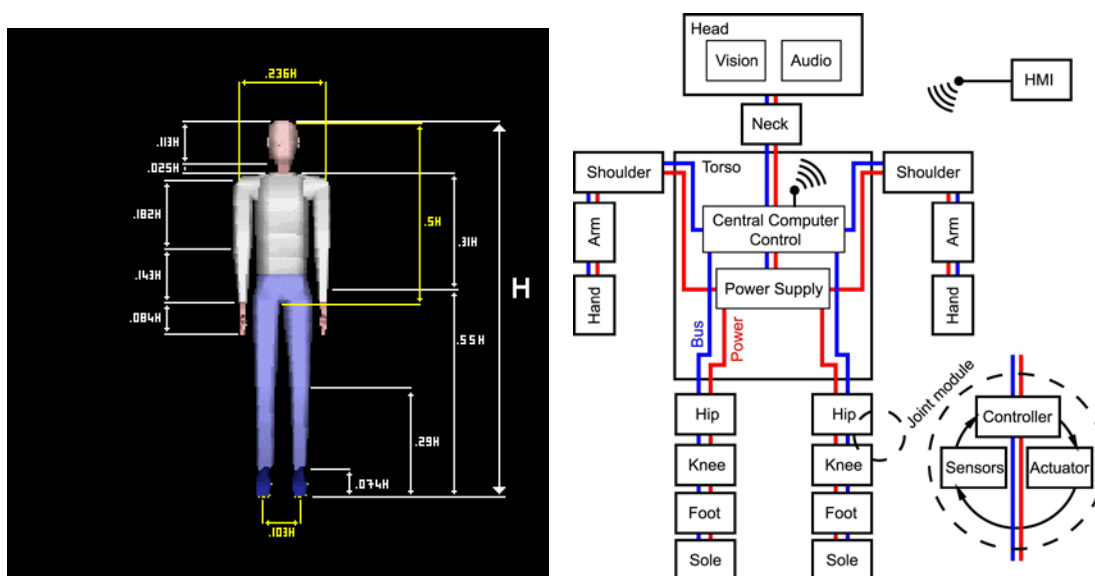 .236H
.113H
.025H
.182H
.143H
.084H
.5H
.31H
H
.55H
.29H
.074H
.103H
Head
Vision
Audio
HMI
Neck
Torso
Shoulder
Shoulder
Arm
Central Computer
Control
Arm
Hand
Power Supply
Hand
Bus
Power
Hip
Hip
Joint module
Controller
Knee
Knee
Sensors
Actuator
Foot
Foot
Sole
Sole